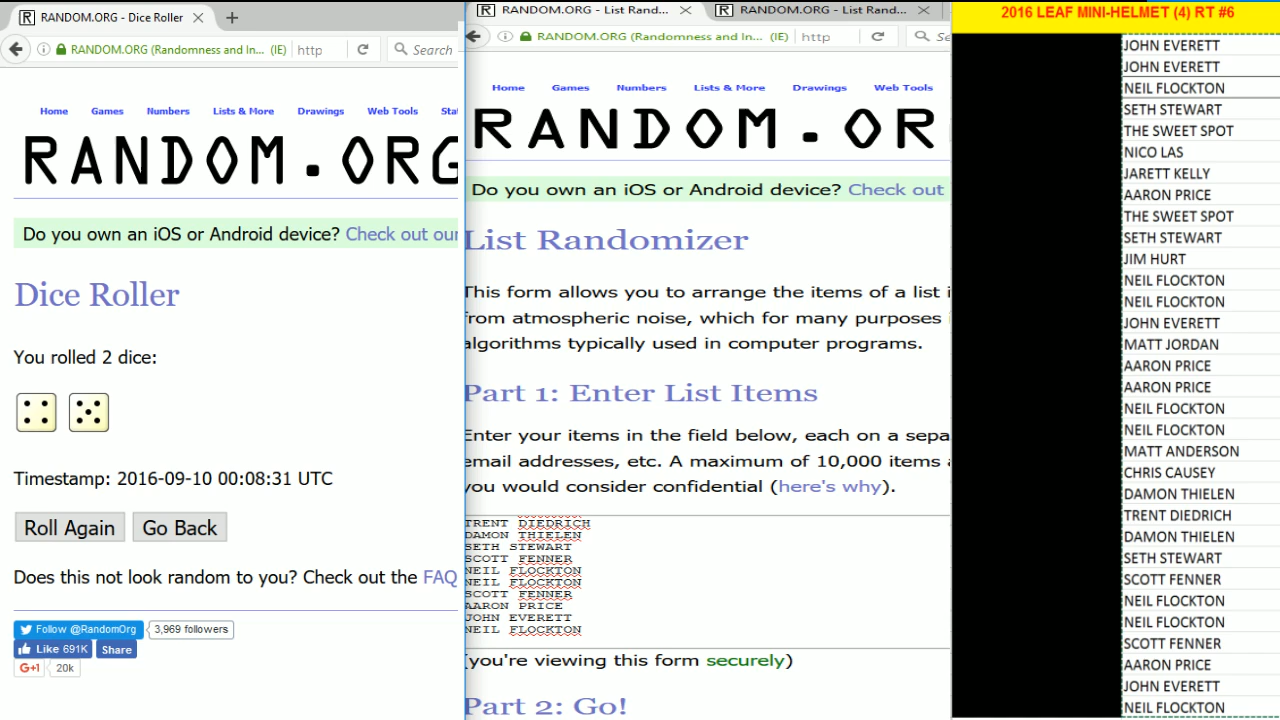 RANDOM.ORG - Dice Roller
RANDOM.ORG (Randomness and In... (IE)
http
Search
Home Games Numbers Lists & More Drawings Web Tools Stat
RANDOM.ORG
Do you own an iOS or Android device? Check out our
Dice Roller
You rolled 2 dice:
Timestamp: 2016-09-10 00:08:31 UTC
Roll Again Go Back
Does this not look random to you? Check out the FAQ
Follow @RandomOrg 3,969 followers
Like 691K Share
G+1 20k
RANDOM.ORG - List Rand...
RANDOM.ORG - List Rand...
RANDOM.ORG (Randomness and In... (IE)
http
Se
Home Games Numbers Lists & More Drawings Web Tools
RANDOM.OR
Do you own an iOS or Android device? Check out
List Randomizer
This form allows you to arrange the items of a list i
from atmospheric noise, which for many purposes i
algorithms typically used in computer programs.
Part 1: Enter List Items
Enter your items in the field below, each on a sepa
email addresses, etc. A maximum of 10,000 items a
you would consider confidential (here's why).
TRENT DIEDRICH
DAMON THIELEN
SETH STEWART
SCOTT FENNER
NEIL FLOCKTON
NEIL FLOCKTON
SCOTT FENNER
AARON PRICE
JOHN EVERETT
NEIL FLOCKTON
(you're viewing this form securely)
Part 2: Go!
2016 LEAF MINI-HELMET (4) RT #6
JOHN EVERETT
JOHN EVERETT
NEIL FLOCKTON
SETH STEWART
THE SWEET SPOT
NICO LAS
JARETT KELLY
AARON PRICE
THE SWEET SPOT
SETH STEWART
JIM HURT
NEIL FLOCKTON
NEIL FLOCKTON
JOHN EVERETT
MATT JORDAN
AARON PRICE
AARON PRICE
NEIL FLOCKTON
NEIL FLOCKTON
MATT ANDERSON
CHRIS CAUSEY
DAMON THIELEN
TRENT DIEDRICH
DAMON THIELEN
SETH STEWART
SCOTT FENNER
NEIL FLOCKTON
NEIL FLOCKTON
SCOTT FENNER
AARON PRICE
JOHN EVERETT
NEIL FLOCKTON